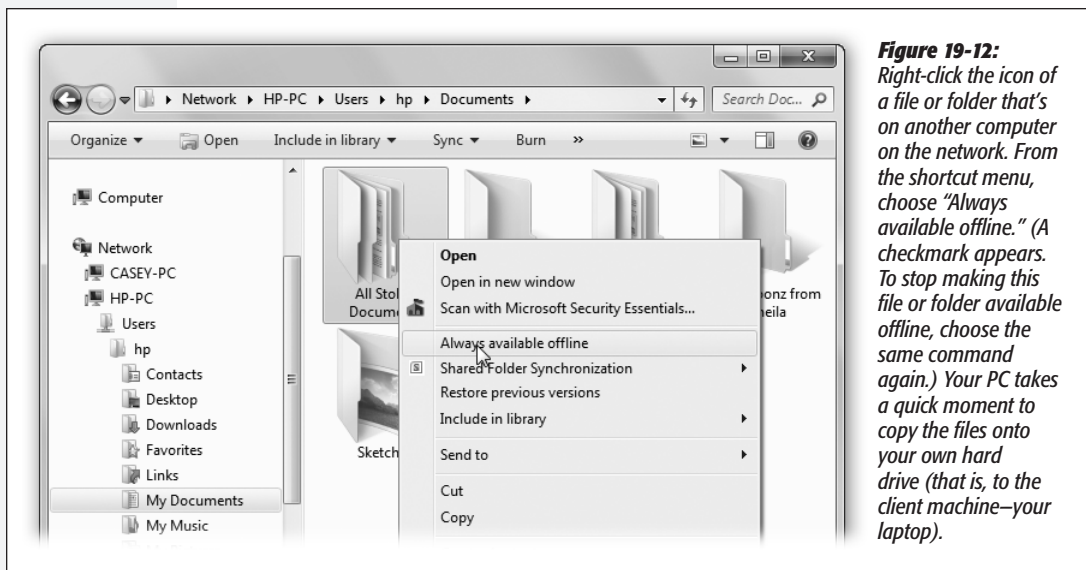 Network HP-PC Users hp Documents
Search Doc...
Organize Open Include in library Sync Burn »
Computer
Network
CASEY-PC
HP-PC
Users
hp
Contacts
Desktop
Downloads
Favorites
Links
My Documents
My Music
All
Sketch
from
Open
Open in new window
Scan with Microsoft Security Essentials...
Always available offline
S
Shared Folder Synchronization
Restore previous versions
Include in library
Send to
Cut
Copy
Figure 19-12:
Right-click the icon of
a file or folder that's
on another computer
on the network. From
the shortcut menu,
choose “Always
available offline.” (A
checkmark appears.
To stop making this
file or folder available
offline, choose the
same command
again.) Your PC takes
a quick moment to
copy the files onto
your own hard
drive (that is, to the
client machine—your
laptop).